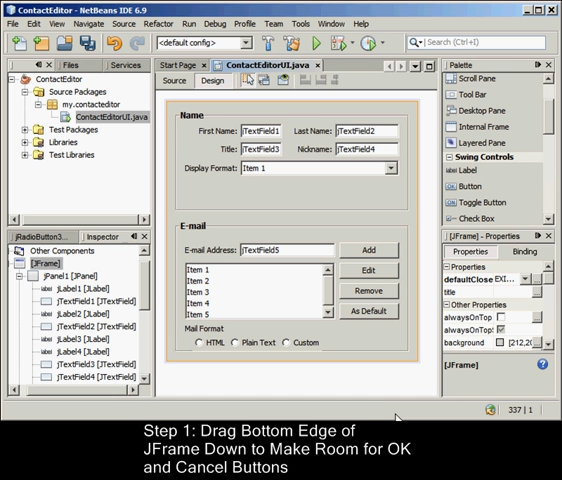 ContactEditor - NetBeans IDE 6.9
File Edit View Navigate Source Refactor Run Debug Profile Team Tools Window Help
<default config>
Search (Ctrl+I)
Files Services
ContactEditor
Source Packages
my.contacteditor
ContactEditorUI.java
Test Packages
Libraries
Test Libraries
jRadioButton3... Inspector
Other Components
[JFrame]
jPanel1 [JPanel]
jLabel1 [JLabel]
jTextField1 [JTextField]
jLabel2 [JLabel]
jTextField2 [JTextField]
jLabel3 [JLabel]
jLabel4 [JLabel]
jTextField3 [JTextField]
jTextField4 [JTextField]
Start Page ContactEditorUI.java
Source Design
Name
First Name: jTextField1 Last Name: jTextField2
Title: jTextField3 Nickname: jTextField4
Display Format: Item 1
E-mail
E-mail Address: jTextField5 Add
Item 1
Item 2
Item 3
Item 4
Item 5
Edit
Remove
As Default
Mail Format
HTML Plain Text Custom
Palette
Scroll Pane
Tool Bar
Desktop Pane
Internal Frame
Layered Pane
Swing Controls
Label
Button
Toggle Button
Check Box
[JFrame] - Properties
Properties Binding
Properties
defaultClose EXI...
title
Other Properties
alwaysOnTop
alwaysOnTopS
background [212,20
[JFrame]
337 | 1
Step 1: Drag Bottom Edge of
JFrame Down to Make Room for OK
and Cancel Buttons